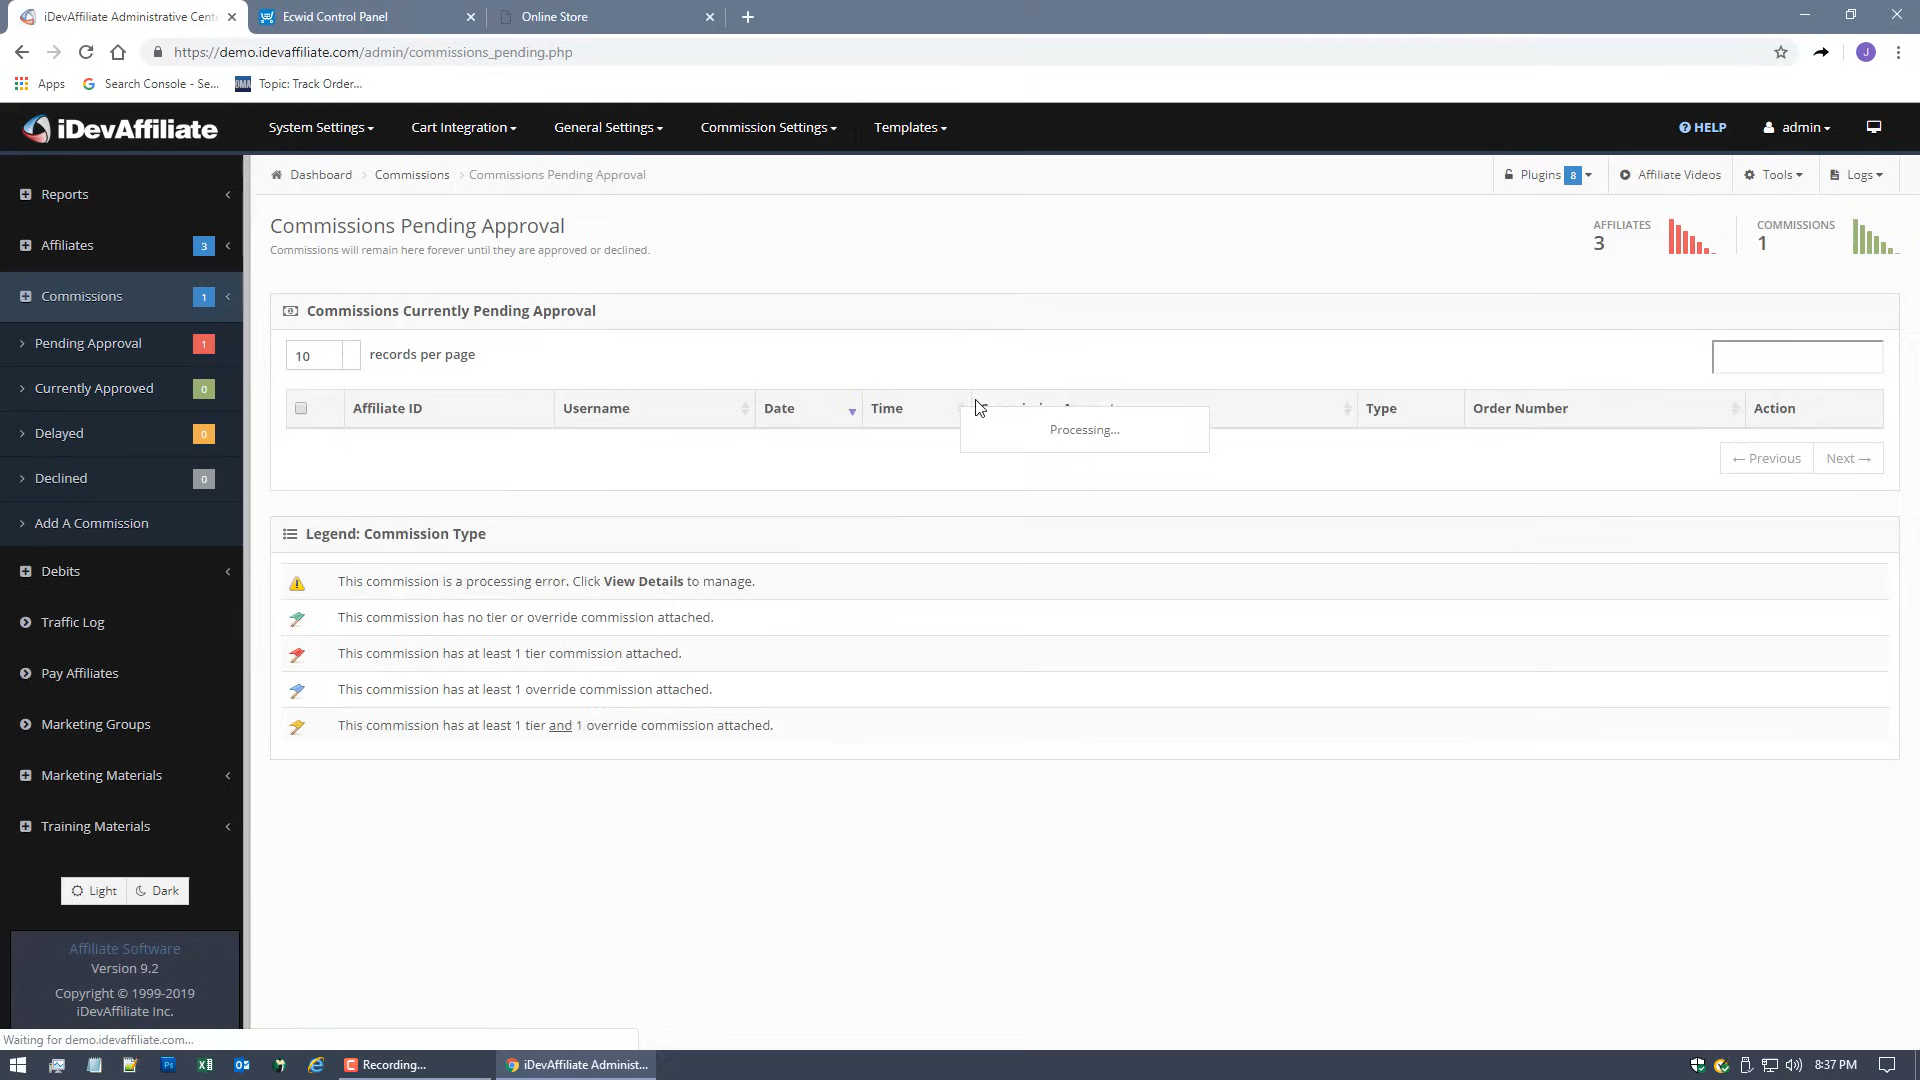 iDevAffiliate Administrative Cente
Ecwid Control Panel
Online Store
https://demo.idevaffiliate.com/admin/commissions_pending.php
J
Apps
Search Console - Se...
Topic: Track Order...
iDevAffiliate
System Settings
Cart Integration
General Settings
Commission Settings
Templates
HELP
admin
Reports
Affiliates 3
Commissions 1
Pending Approval 1
Currently Approved 0
Delayed 0
Declined 0
Add A Commission
Debits
Traffic Log
Pay Affiliates
Marketing Groups
Marketing Materials
Training Materials
Light
Dark
Affiliate Software
Version 9.2
Copyright © 1999-2019
iDevAffiliate Inc.
Dashboard > Commissions > Commissions Pending Approval
Plugins 8
Affiliate Videos
Tools
Logs
Commissions Pending Approval
Commissions will remain here forever until they are approved or declined.
AFFILIATES
3
COMMISSIONS
1
Commissions Currently Pending Approval
10 records per page
Affiliate ID Username Date Time Type Order Number Action
Processing...
← Previous Next →
Legend: Commission Type
This commission is a processing error. Click View Details to manage.
This commission has no tier or override commission attached.
This commission has at least 1 tier commission attached.
This commission has at least 1 override commission attached.
This commission has at least 1 tier and 1 override commission attached.
Waiting for demo.idevaffiliate.com...
Recording...
iDevAffiliate Administ...
8:37 PM